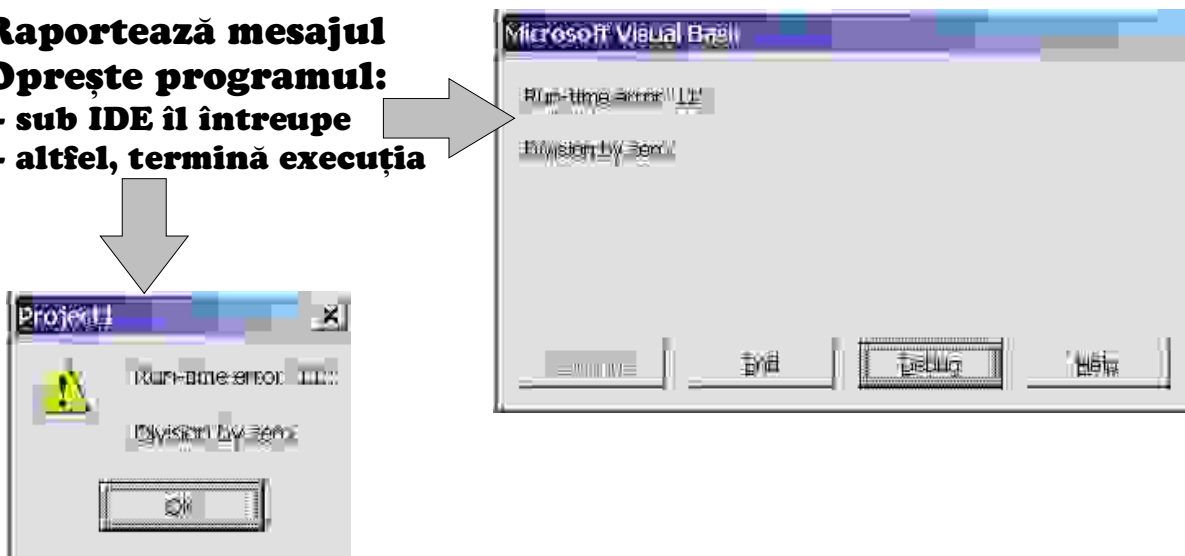 Raportează mesajul
Oprește programul:
- sub IDE îl întreupe
- altfel, termină execuția
Microsoft Visual Basic
Run-time error '11'
Division by zero
End
Debug
Help
Project1
Run-time error '11':
Division by zero
OK